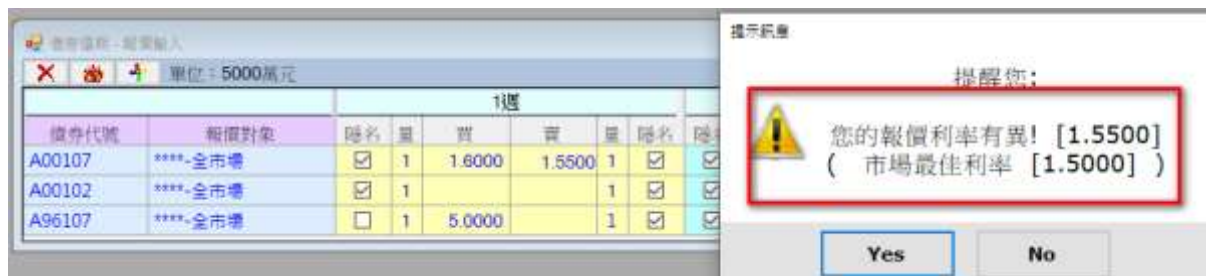 提示訊息
單位：5000萬元
提醒您:
1週
您的報價利率有異! [1.5500]
( 市場最佳利率 [1.5000] )
債券代號 報價對象 隱名 量 買 賣 量 隱名
A00107 ****-全市場 1 1.6000 1.5500 1
A00102 ****-全市場 1 1
A96107 ****-全市場 1 5.0000 1
Yes No